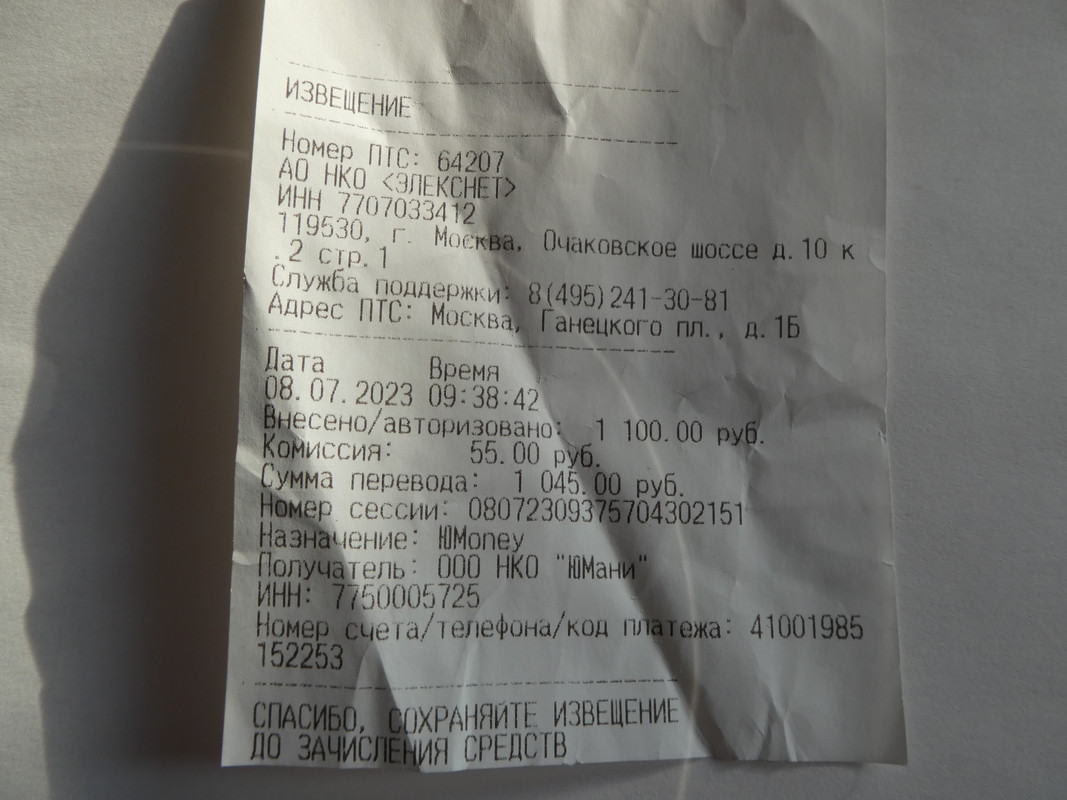 ИЗВЕЩЕНИЕ
Номер ПТС: 64207
АО НКО <ЭЛЕКСНЕТ>
ИНН 7707033412
119530, г. Москва, Очаковское шоссе д.10 к
.2 стр.1
Служба поддержки: 8(495)241-30-81
Адрес ПТС: Москва, Ганецкого пл., д.1Б
Дата Время
08.07.2023 09:38:42
Внесено/авторизовано: 1 100.00 руб.
Комиссия: 55.00 руб.
Сумма перевода: 1 045.00 руб.
Номер сессии: 08072309375704302151
Назначение: ЮMoney
Получатель: ООО НКО "ЮМани"
ИНН: 7750005725
Номер счета/телефона/код платежа: 41001985
152253
СПАСИБО, СОХРАНЯЙТЕ ИЗВЕЩЕНИЕ
ДО ЗАЧИСЛЕНИЯ СРЕДСТВ